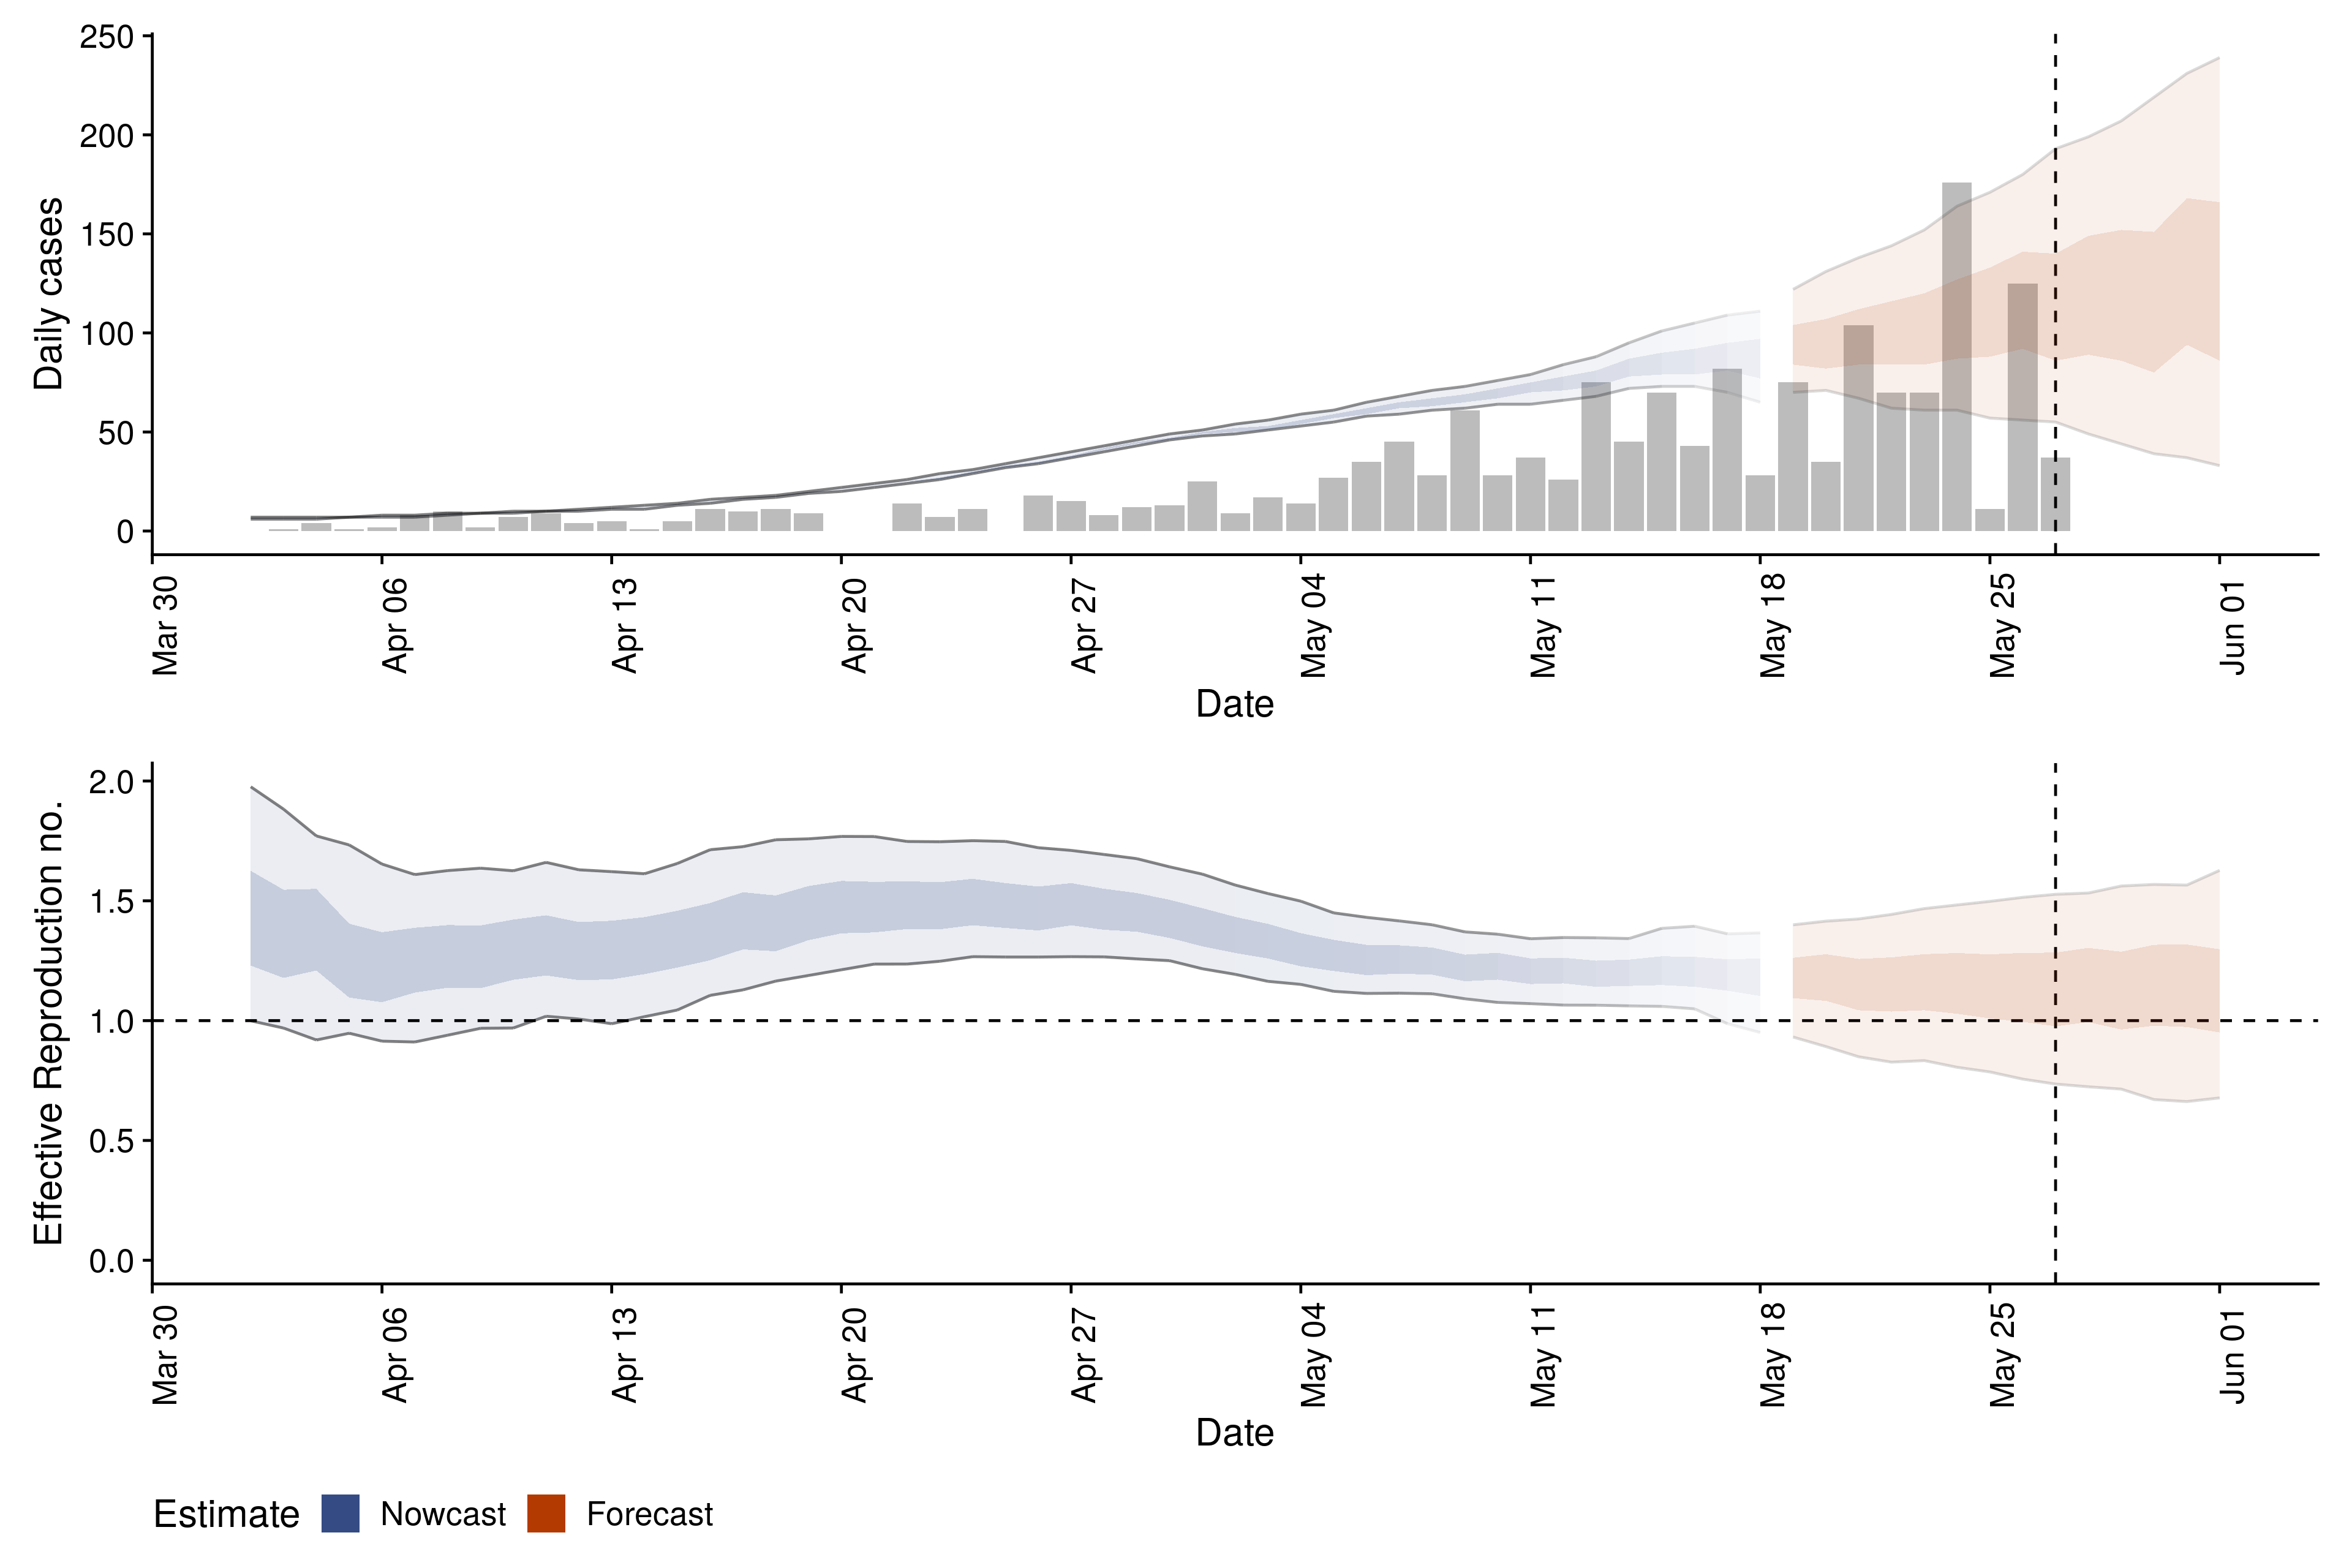 250
200
150
100
50
0
Daily cases
Mar 30
Apr 06
Apr 13
Apr 20
Apr 27
May 04
May 11
May 18
May 25
Jun 01
Date
2.0
1.5
1.0
0.5
0.0
Effective Reproduction no.
Mar 30
Apr 06
Apr 13
Apr 20
Apr 27
May 04
May 11
May 18
May 25
Jun 01
Date
Estimate Nowcast Forecast